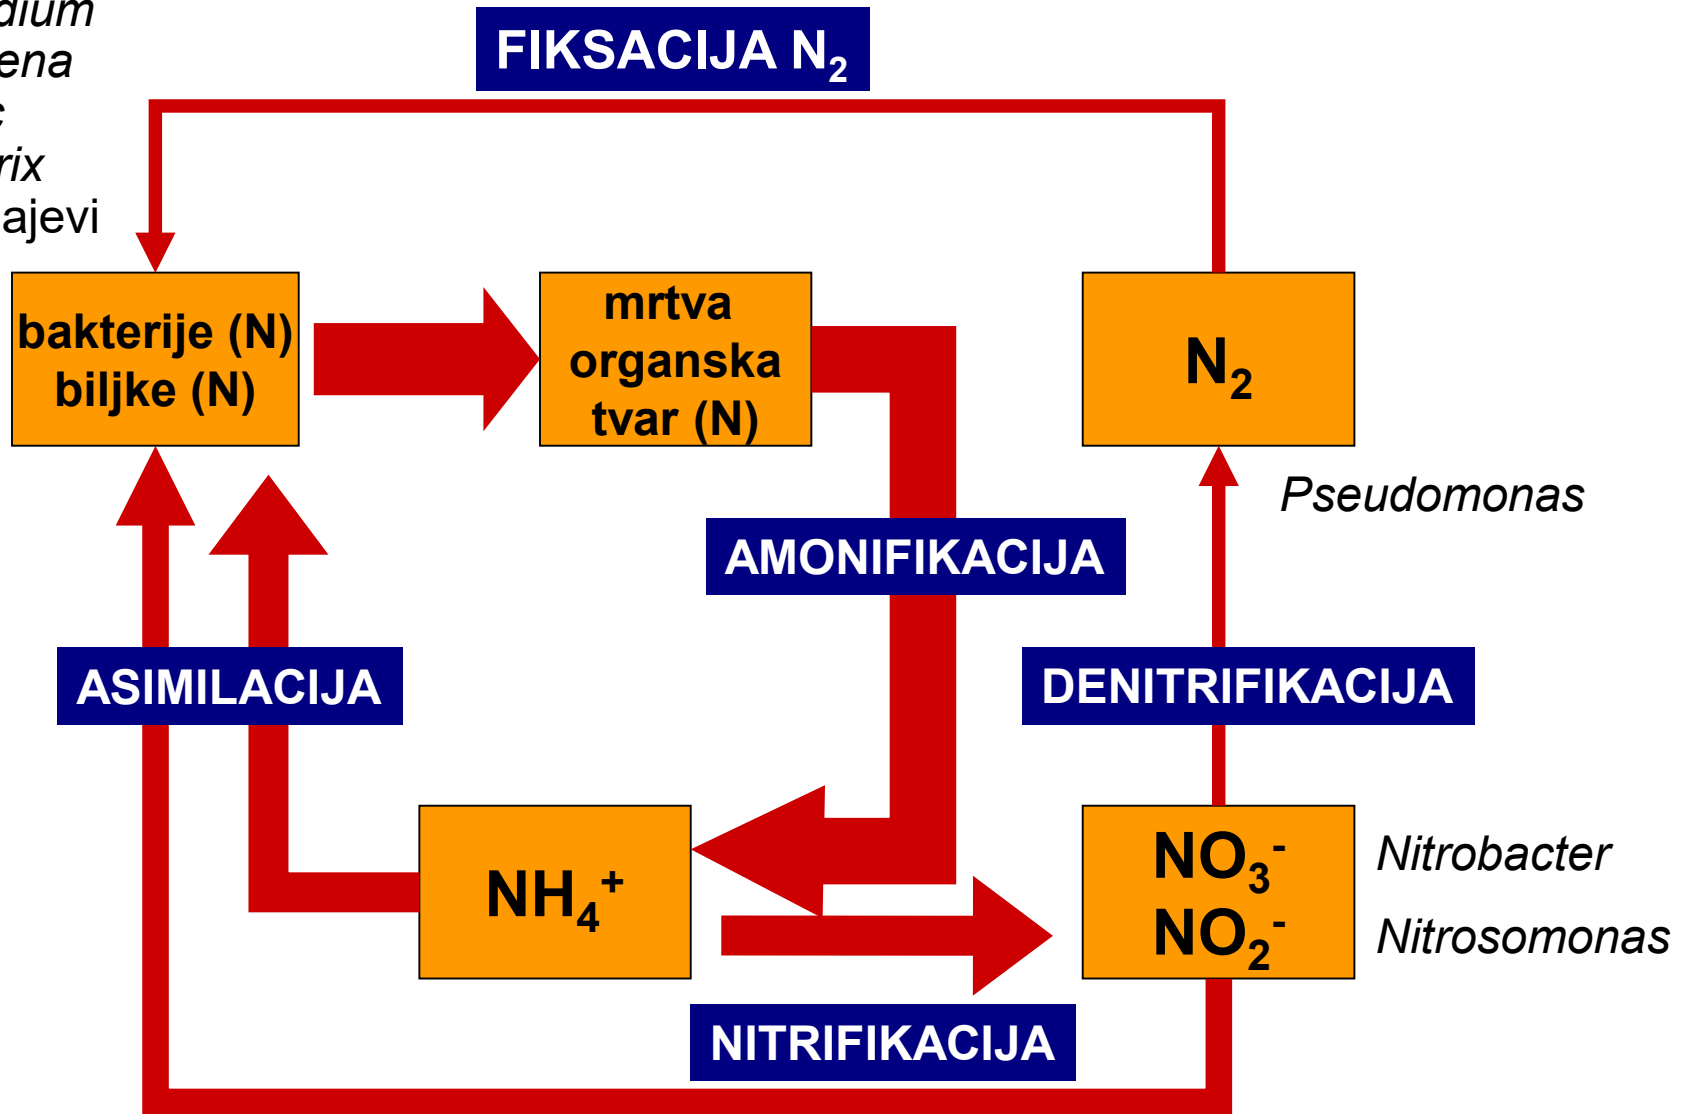 FIKSACIJA N₂
bakterije (N)
biljke (N)
mrtva
organska
tvar (N)
N₂
Pseudomonas
AMONIFIKACIJA
ASIMILACIJA
DENITRIFIKACIJA
NH₄⁺
NO₃⁻
NO₂⁻
Nitrobacter
Nitrosomonas
NITRIFIKACIJA